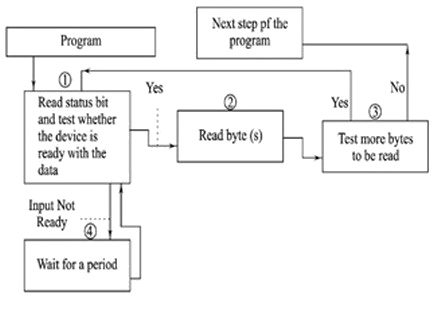 Program
Next step pf the
program
①
Read status bit
and test whether
the device is
ready with the
data
Yes
②
Read byte (s)
Yes
No
③
Test more bytes
to be read
Input Not
Ready
④
Wait for a period